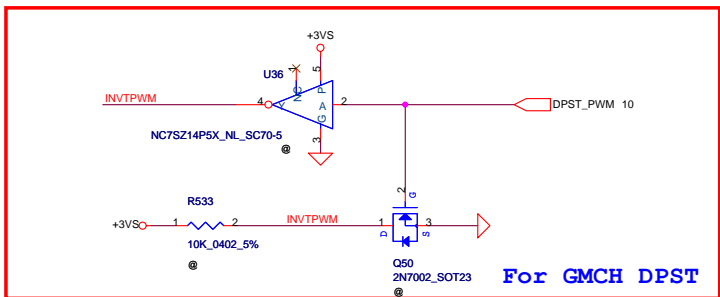 +3VS
U36
1
5
NC
P
INVTPWM
4
Y
A
2
DPST_PWM 10
G
3
NC7SZ14P5X_NL_SC70-5
@
2
G
R533
+3VS
1
2
INVTPWM
1
3
D
S
10K_0402_5%
@
Q50
2N7002_SOT23
@
For GMCH DPST